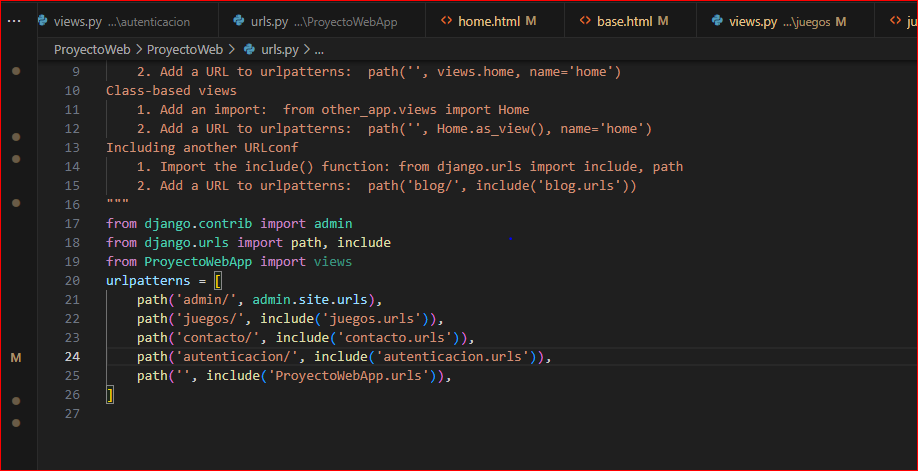 ... views.py ...\autenticacion urls.py ...\ProyectoWebApp <> home.html M <> base.html M views.py ...\juegos M <> ju
ProyectoWeb > ProyectoWeb > urls.py > ...
9 2. Add a URL to urlpatterns:  path('', views.home, name='home')
10 Class-based views
11 1. Add an import:  from other_app.views import Home
12 2. Add a URL to urlpatterns:  path('', Home.as_view(), name='home')
13 Including another URLconf
14 1. Import the include() function: from django.urls import include, path
15 2. Add a URL to urlpatterns:  path('blog/', include('blog.urls'))
16 """
17 from django.contrib import admin
18 from django.urls import path, include
19 from ProyectoWebApp import views
20 urlpatterns = [
21 path('admin/', admin.site.urls),
22 path('juegos/', include('juegos.urls')),
23 path('contacto/', include('contacto.urls')),
M 24 path('autenticacion/', include('autenticacion.urls')),
25 path('', include('ProyectoWebApp.urls')),
26 ]
27